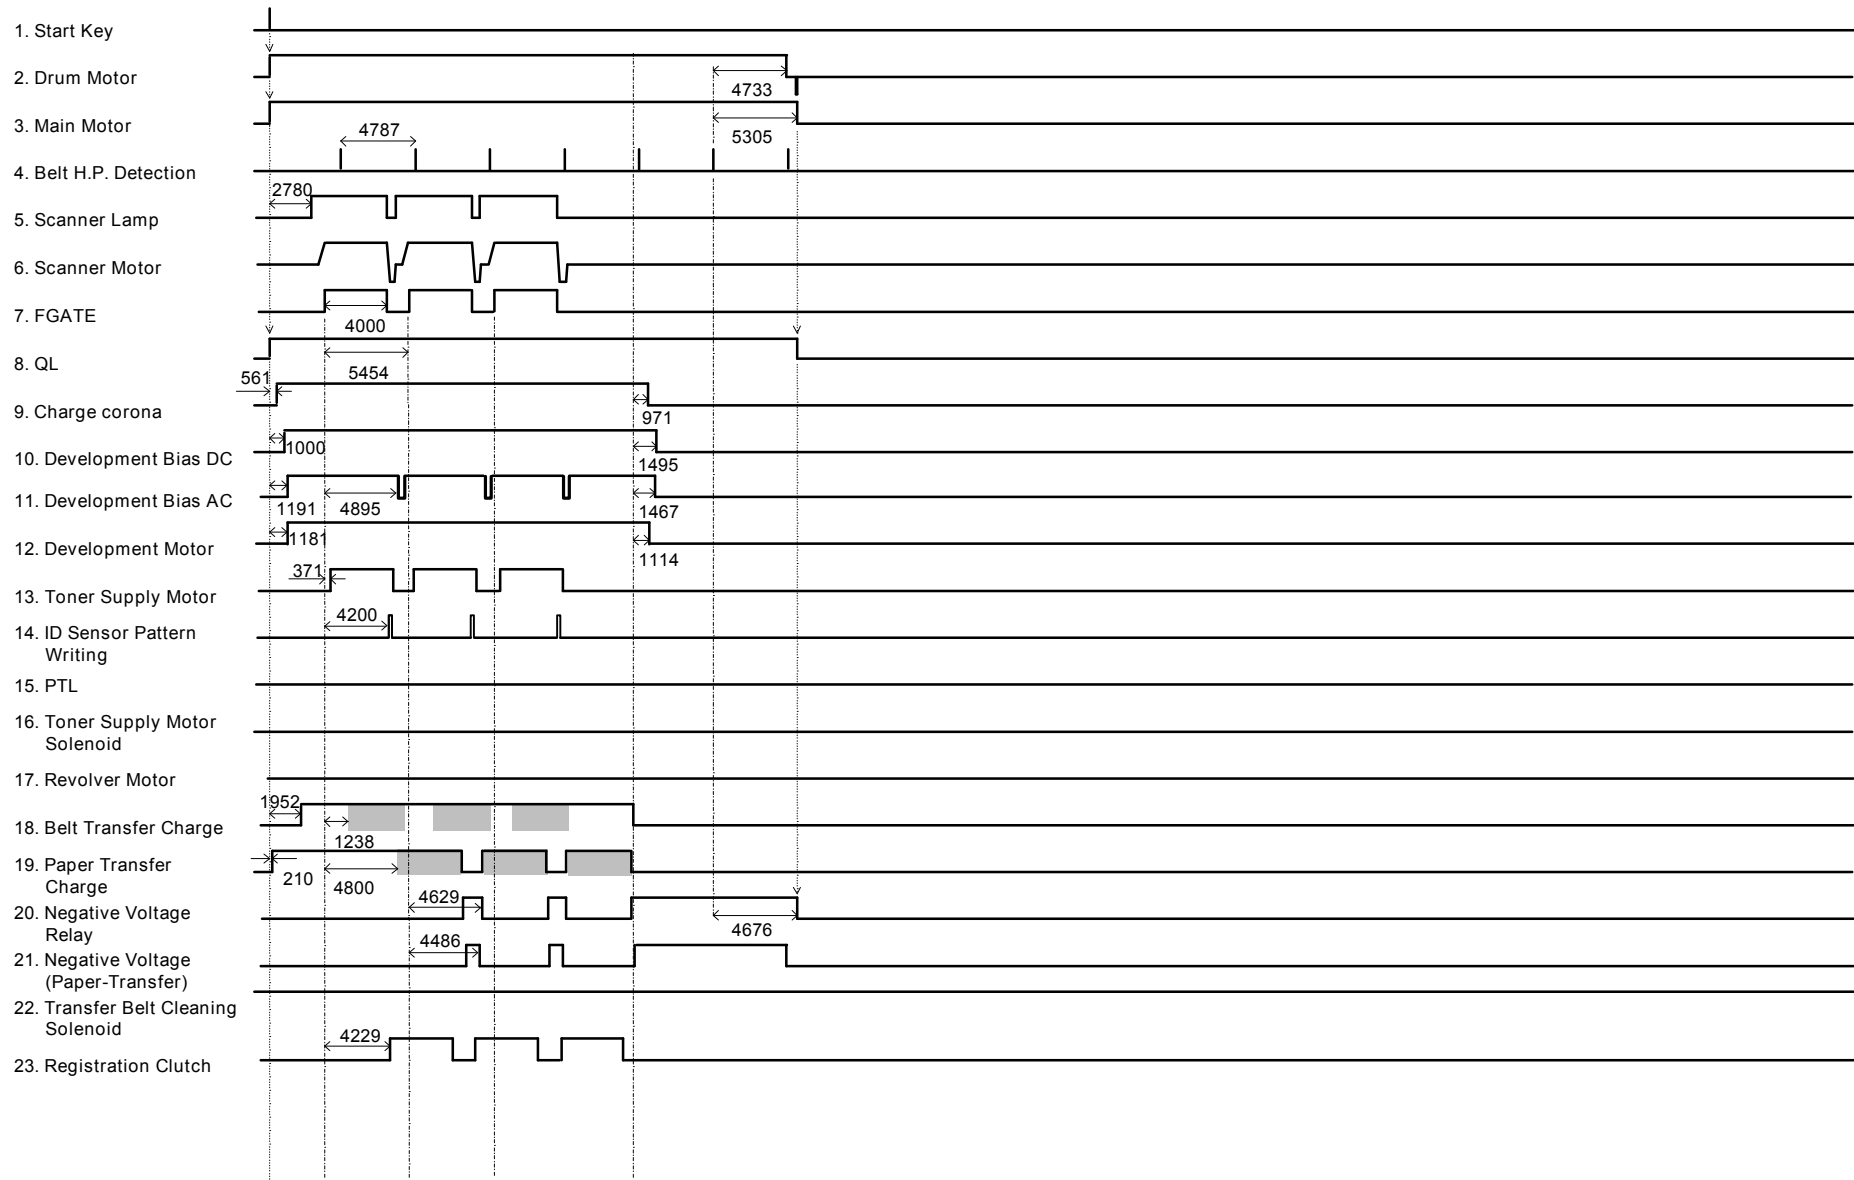 1. Start Key
2. Drum Motor
4733
3. Main Motor
4787
5305
4. Belt H.P. Detection
2780
5. Scanner Lamp
6. Scanner Motor
7. FGATE
4000
8. QL
5454
561
9. Charge corona
971
1000
10. Development Bias DC
1495
11. Development Bias AC
1191
4895
1467
1181
12. Development Motor
1114
371
13. Toner Supply Motor
4200
14. ID Sensor Pattern
Writing
15. PTL
16. Toner Supply Motor
Solenoid
17. Revolver Motor
1952
18. Belt Transfer Charge
1238
19. Paper Transfer
Charge
210
4800
4629
20. Negative Voltage
Relay
4676
4486
21. Negative Voltage
(Paper-Transfer)
22. Transfer Belt Cleaning
Solenoid
4229
23. Registration Clutch